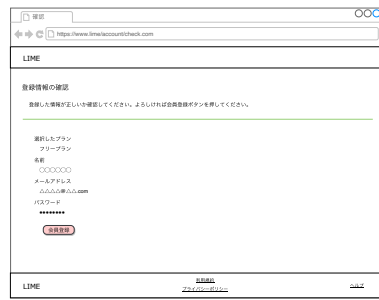 確認
https://www.lime/account/check.com
LIME
登録情報の確認
登録した情報が正しいか確認してください。よろしければ会員登録ボタンを押してください。
選択したプラン
フリープラン
名前
〇〇〇〇〇〇
メールアドレス
△△△△@△△.com
パスワード
●●●●●●●●
会員登録
LIME
利用規約
プライバシーポリシー
ヘルプ